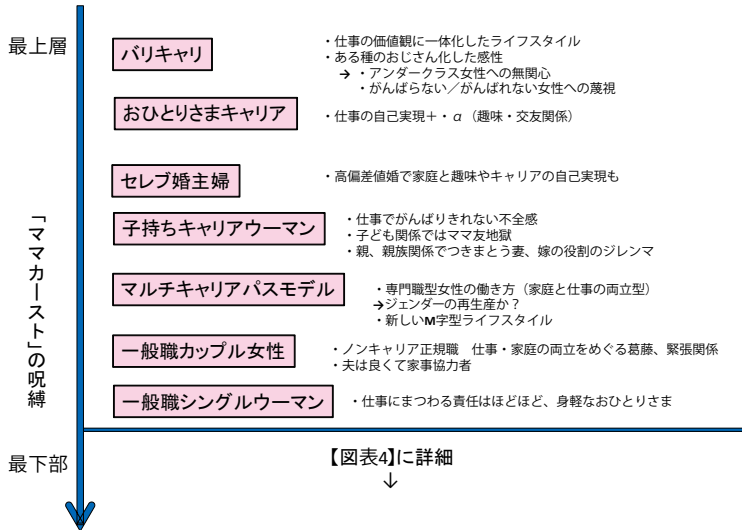 最上層
バリキャリ
・仕事の価値観に一体化したライフスタイル
・ある種のおじさん化した感性
→ ・アンダークラス女性への無関心
・がんばらない／がんばれない女性への蔑視
おひとりさまキャリア
・仕事の自己実現＋・α（趣味・交友関係）
セレブ婚主婦
・高偏差値婚で家庭と趣味やキャリアの自己実現も
「ママカースト」の呪縛
子持ちキャリアウーマン
・仕事でがんばりきれない不全感
・子ども関係ではママ友地獄
・親、親族関係でつきまとう妻、嫁の役割のジレンマ
マルチキャリアパスモデル
・専門職型女性の働き方（家庭と仕事の両立型）
→ジェンダーの再生産か？
・新しいM字型ライフスタイル
一般職カップル女性
・ノンキャリア正規職　仕事・家庭の両立をめぐる葛藤、緊張関係
・夫は良くて家事協力者
一般職シングルウーマン
・仕事にまつわる責任はほどほど、身軽なおひとりさま
最下部
【図表4】に詳細
↓